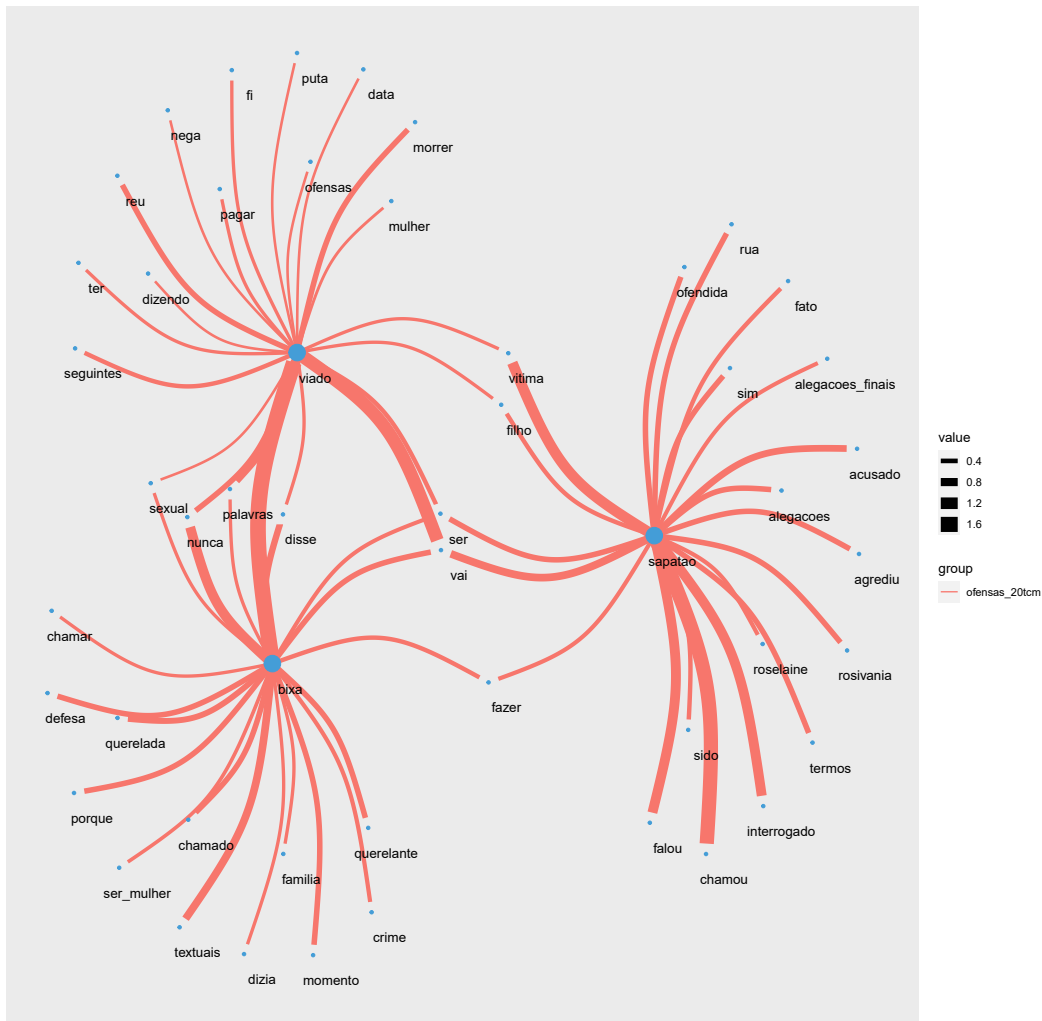 puta
fi
data
nega
morrer
ofensas
reu
pagar
mulher
rua
ter
dizendo
ofendida
fato
seguintes
viado
vitima
alegacoes_finais
sim
filho
value
0.4
acusado
0.8
1.2
sexual
palavras
alegacoes
1.6
nunca
disse
ser
sapatao
vai
group
agrediu
ofensas_20tcm
chamar
roselaine
rosivania
bixa
defesa
fazer
querelada
sido
termos
porque
interrogado
chamado
falou
querelante
familia
chamou
ser_mulher
crime
textuais
dizia
momento